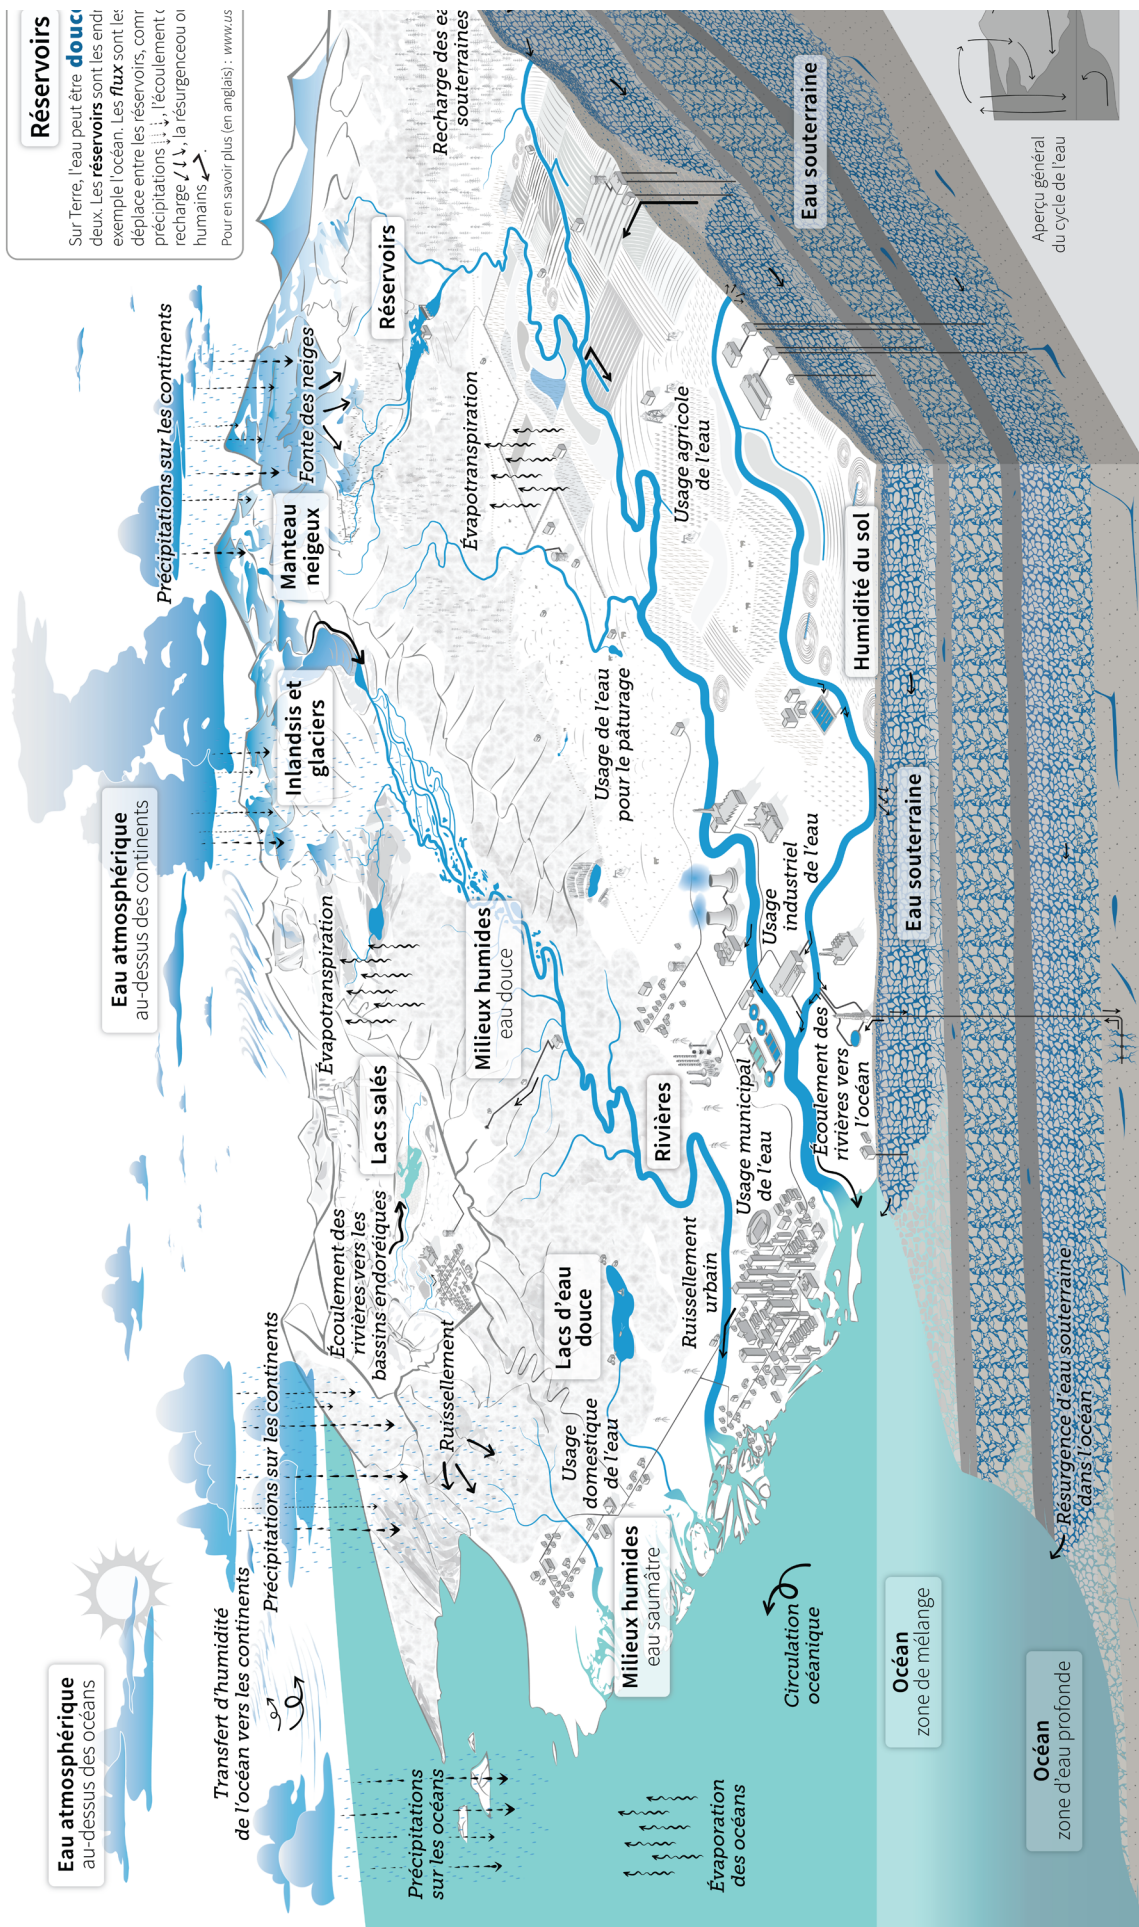 Réservoirs
Sur Terre, l'eau peut être douce
deux. Les réservoirs sont les endr
exemple l'océan. Les flux sont les
déplace entre les réservoirs, comm
précipitations , l'écoulement
recharge , la résurgenceou
humains .
Pour en savoir plus (en anglais) : www.us
Eau atmosphérique
au-dessus des océans
Eau atmosphérique
au-dessus des continents
Précipitations sur les continents
Transfert d'humidité
de l'océan vers les continents
Précipitations sur les continents
Manteau
neigeux
Fonte des neiges
Inlandsis et
glaciers
Évapotranspiration
Écoulement des
rivières vers les
bassins endoréiques
Lacs salés
Réservoirs
Recharge des ea
souterraines
Précipitations
sur les océans
Ruissellement
Milieux humides
eau douce
Évapotranspiration
Lacs d'eau
douce
Usage
domestique
de l'eau
Usage de l'eau
pour le pâturage
Milieux humides
eau saumâtre
Rivières
Usage agricole
de l'eau
Ruissellement
urbain
Évaporation
des océans
Usage municipal
de l'eau
Usage
industriel
de l'eau
Circulation
océanique
Écoulement des
rivières vers
l'océan
Humidité du sol
Eau souterraine
Eau souterraine
Océan
zone de mélange
Océan
zone d'eau profonde
Résurgence d'eau souterraine
dans l'océan
Aperçu général
du cycle de l'eau